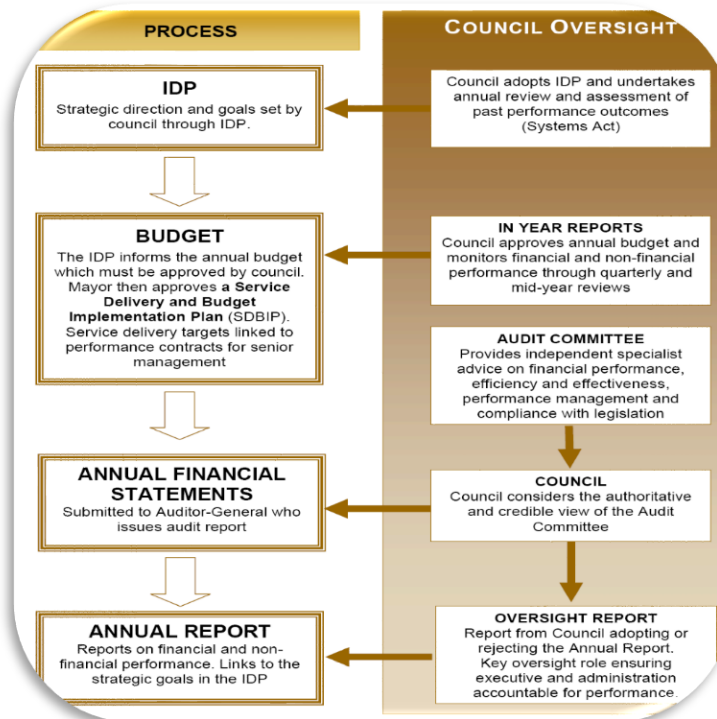 PROCESS
COUNCIL OVERSIGHT
IDP
Strategic direction and goals set by
council through IDP.
Council adopts IDP and undertakes
annual review and assessment of
past performance outcomes
(Systems Act)
BUDGET
The IDP informs the annual budget
which must be approved by council.
Mayor then approves a Service
Delivery and Budget
Implementation Plan (SDBIP).
Service delivery targets linked to
performance contracts for senior
management
IN YEAR REPORTS
Council approves annual budget and
monitors financial and non-financial
performance through quarterly and
mid-year reviews
AUDIT COMMITTEE
Provides independent specialist
advice on financial performance,
efficiency and effectiveness,
performance management and
compliance with legislation
ANNUAL FINANCIAL
STATEMENTS
Submitted to Auditor-General who
issues audit report
COUNCIL
Council considers the authoritative
and credible view of the Audit
Committee
ANNUAL REPORT
Reports on financial and non-
financial performance. Links to the
strategic goals in the IDP
OVERSIGHT REPORT
Report from Council adopting or
rejecting the Annual Report.
Key oversight role ensuring
executive and administration
accountable for performance.